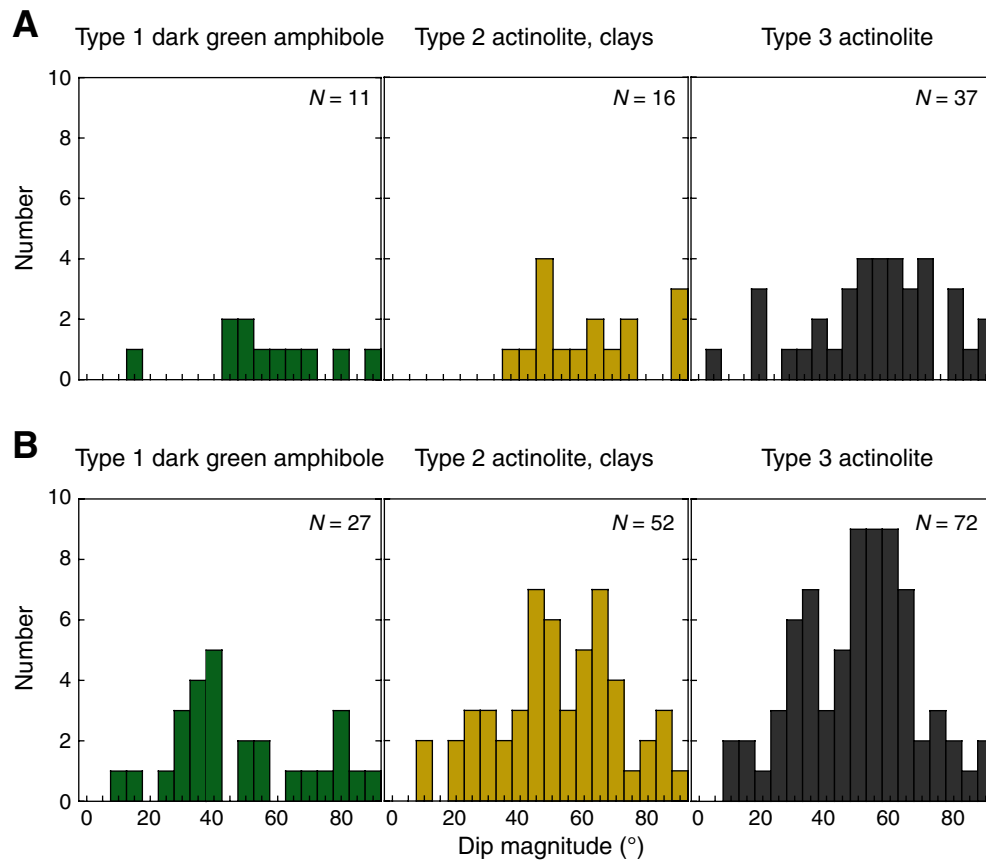 A
Type 1 dark green amphibole Type 2 actinolite, clays Type 3 actinolite
10
8
6
4
2
0
Number
N = 11
N = 16
N = 37
B
Type 1 dark green amphibole Type 2 actinolite, clays Type 3 actinolite
10
8
6
4
2
0
Number
N = 27
N = 52
N = 72
0 20 40 60 80 0 20 40 60 80 0 20 40 60 80
Dip magnitude (°)